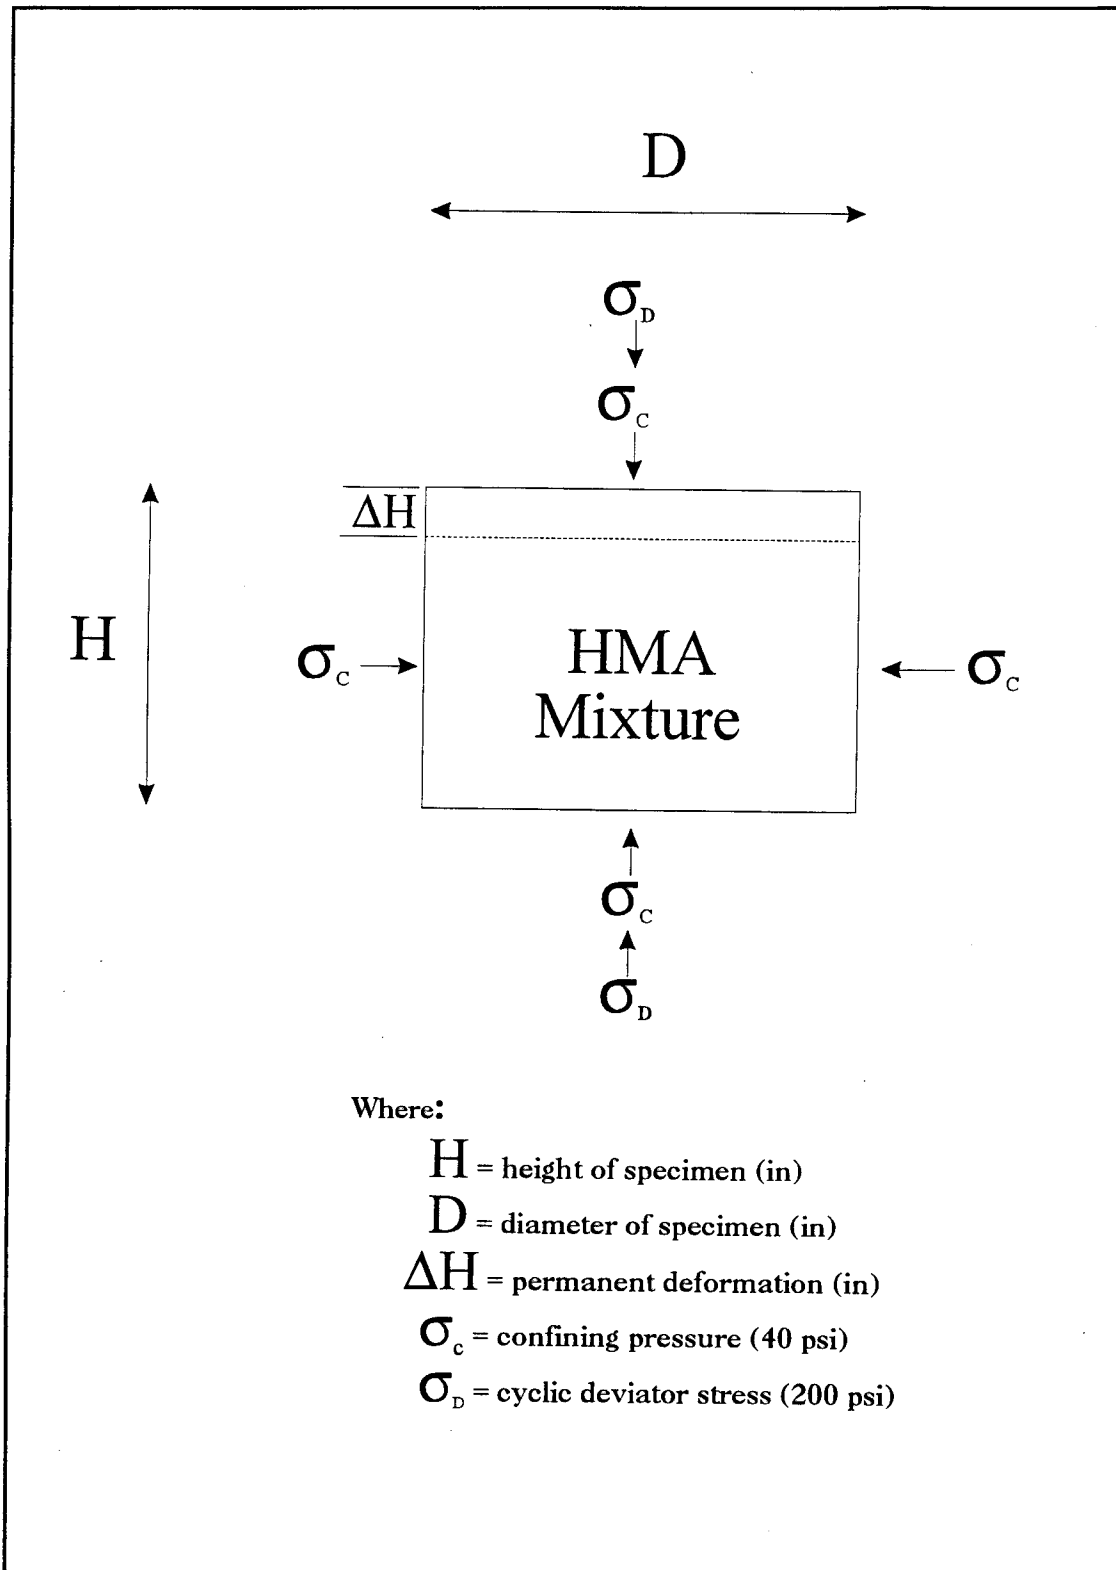 D
σD
σC
ΔH
H
σC
HMA
σC
Mixture
σC
σD
Where:
H = height of specimen (in)
D = diameter of specimen (in)
ΔH = permanent deformation (in)
σc = confining pressure (40 psi)
σD = cyclic deviator stress (200 psi)